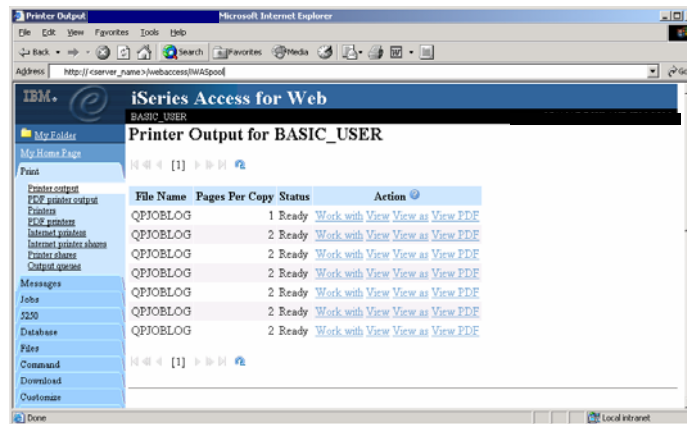 Printer Output Microsoft Internet Explorer
File Edit View Favorites Tools Help
Back Search Favorites Media
Address http://<server_name>/webaccess/iWASpool
IBM. iSeries Access for Web
BASIC_USER
My Folder
My Home Page
Print
Printer output
PDF printer output
Printers
PDF printers
Internet printers
Internet printer shares
Printer shares
Output queues
Messages
Jobs
5250
Database
Files
Command
Download
Customize
Printer Output for BASIC_USER
[1]
File Name Pages Per Copy Status Action
QPJOBLOG 1 Ready Work with View View as View PDF
QPJOBLOG 2 Ready Work with View View as View PDF
QPJOBLOG 2 Ready Work with View View as View PDF
QPJOBLOG 2 Ready Work with View View as View PDF
QPJOBLOG 2 Ready Work with View View as View PDF
QPJOBLOG 2 Ready Work with View View as View PDF
QPJOBLOG 2 Ready Work with View View as View PDF
[1]
Done Local intranet